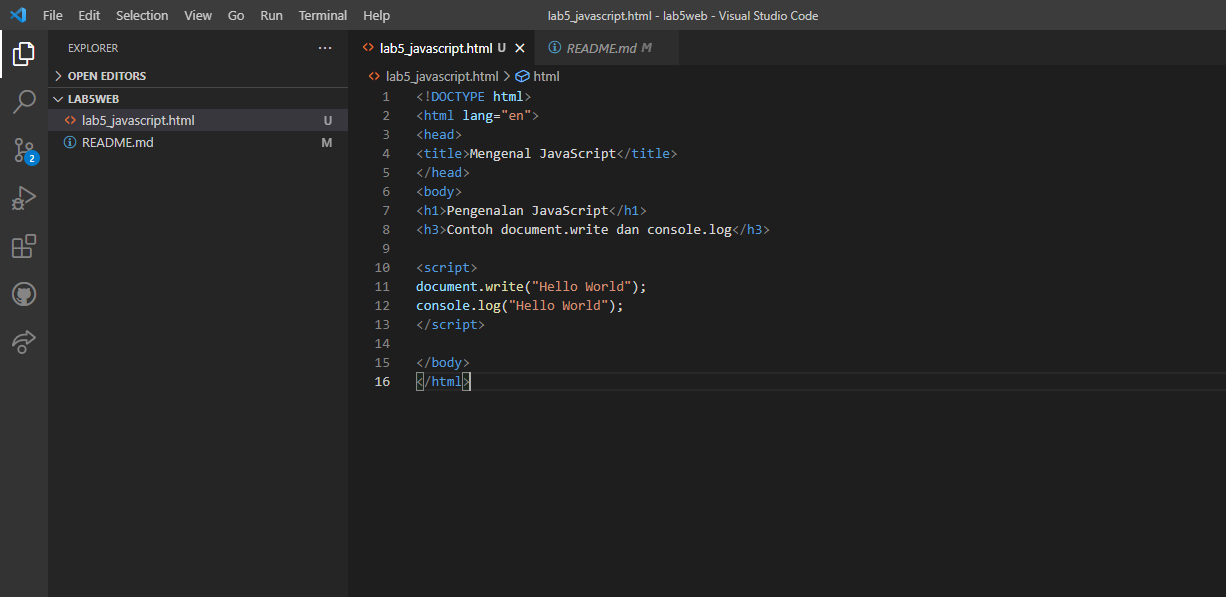 File Edit Selection View Go Run Terminal Help lab5_javascript.html - lab5web - Visual Studio Code
EXPLORER ...
OPEN EDITORS
LAB5WEB
lab5_javascript.html U
README.md M
2
lab5_javascript.html U
README.md M
lab5_javascript.html > html
1 <!DOCTYPE html>
2 <html lang="en">
3 <head>
4 <title>Mengenal JavaScript</title>
5 </head>
6 <body>
7 <h1>Pengenalan JavaScript</h1>
8 <h3>Contoh document.write dan console.log</h3>
9
10 <script>
11 document.write("Hello World");
12 console.log("Hello World");
13 </script>
14
15 </body>
16 </html>